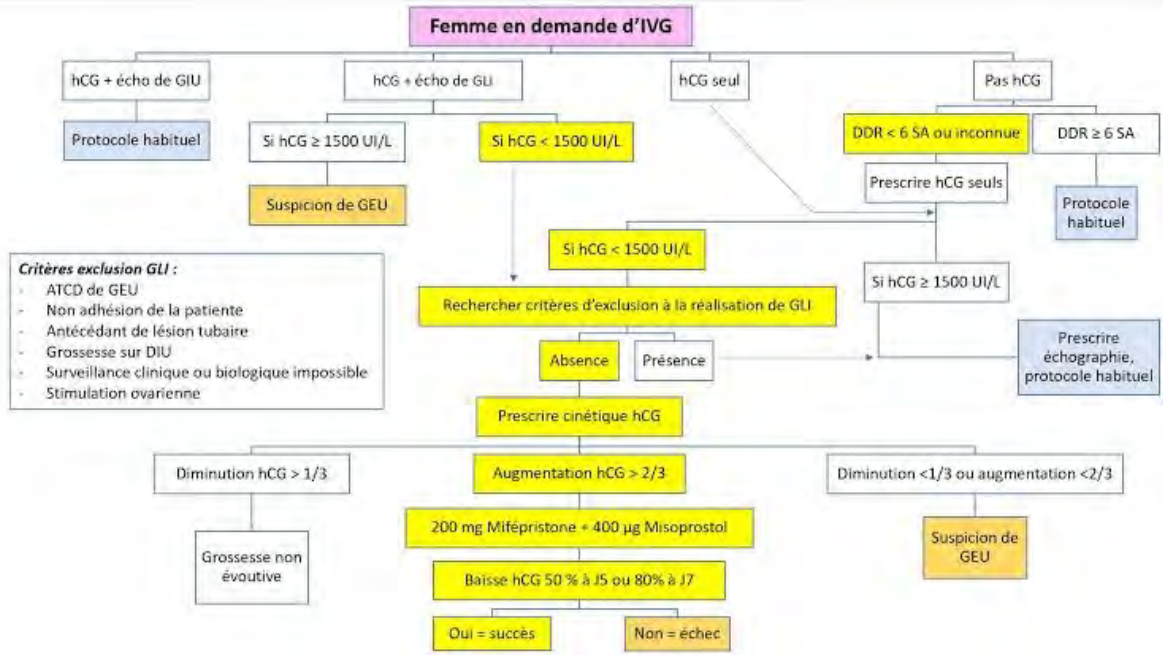 Femme en demande d'IVG
hCG + écho de GIU
hCG + écho de GLI
hCG seul
Pas hCG
Protocole habituel
Si hCG ≥ 1500 UI/L
Si hCG < 1500 UI/L
DDR < 6 SA ou inconnue
DDR ≥ 6 SA
Suspicion de GEU
Prescrire hCG seuls
Protocole
habituel
Si hCG < 1500 UI/L
Si hCG ≥ 1500 UI/L
Critères exclusion GLI :
- ATCD de GEU
- Non adhésion de la patiente
- Antécédant de lésion tubaire
- Grossesse sur DIU
- Surveillance clinique ou biologique impossible
- Stimulation ovarienne
Rechercher critères d'exclusion à la réalisation de GLI
Absence
Présence
Prescrire
échographie,
protocole habituel
Prescrire cinétique hCG
Diminution hCG > 1/3
Augmentation hCG > 2/3
Diminution <1/3 ou augmentation <2/3
Grossesse non
évoutive
200 mg Mifépristone + 400 µg Misoprostol
Suspicion de
GEU
Baisse hCG 50 % à J5 ou 80% à J7
Oui = succès
Non = échec